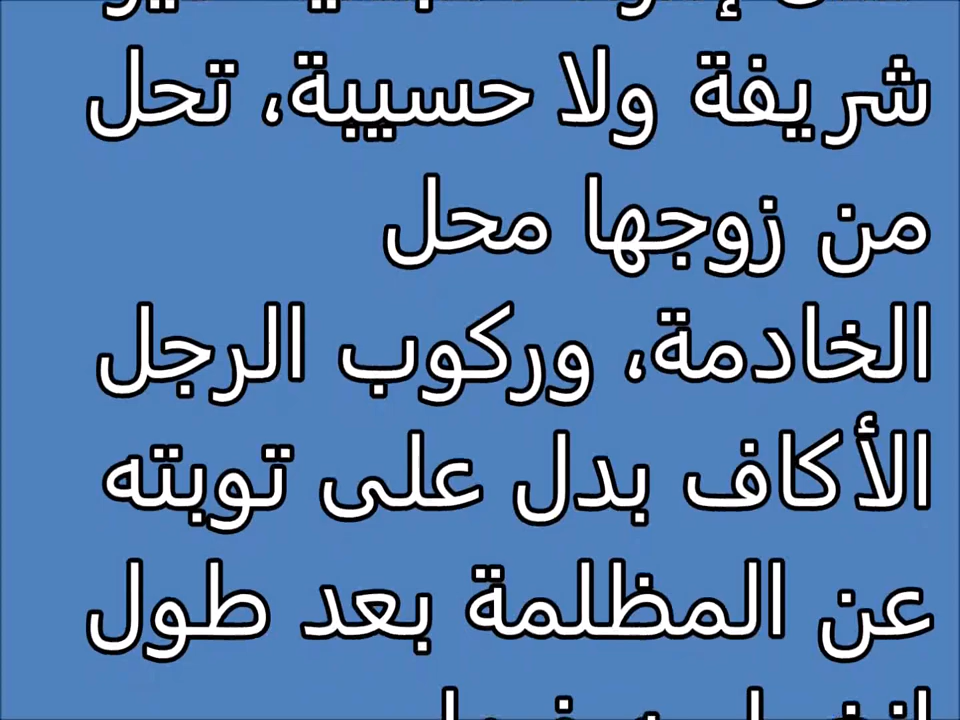 شريفة ولا حسيبة، تحل
من زوجها محل
الخادمة، وركوب الرجل
الأكاف بدل على توبته
عن المظلمة بعد طول